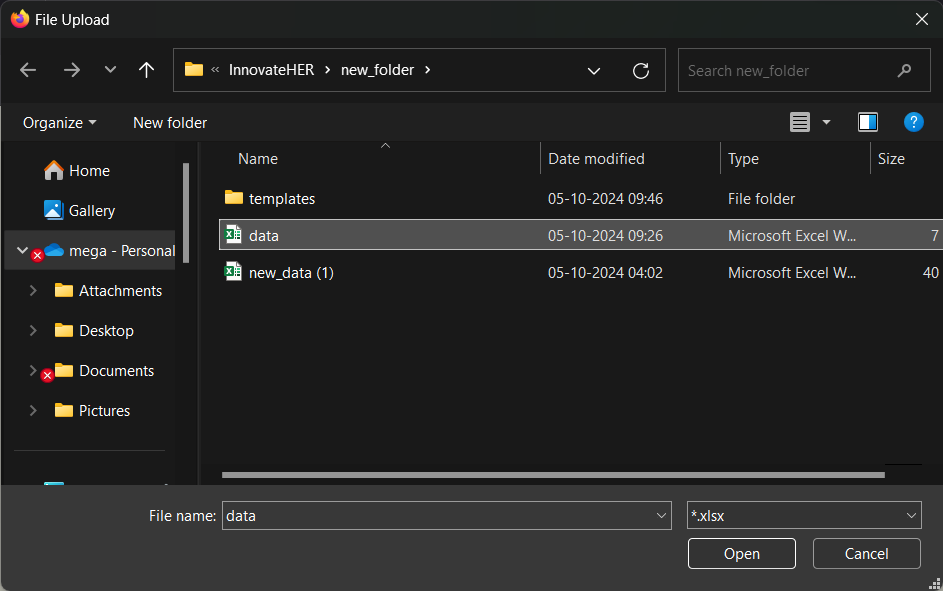 File Upload
« InnovateHER > new_folder >
Search new_folder
Organize
New folder
?
Name
Date modified
Type
Size
Home
Gallery
mega - Personal
Attachments
Desktop
Documents
Pictures
templates 05-10-2024 09:46 File folder
data 05-10-2024 09:26 Microsoft Excel W... 7
new_data (1) 05-10-2024 04:02 Microsoft Excel W... 40
File name: data
*.xlsx
Open
Cancel